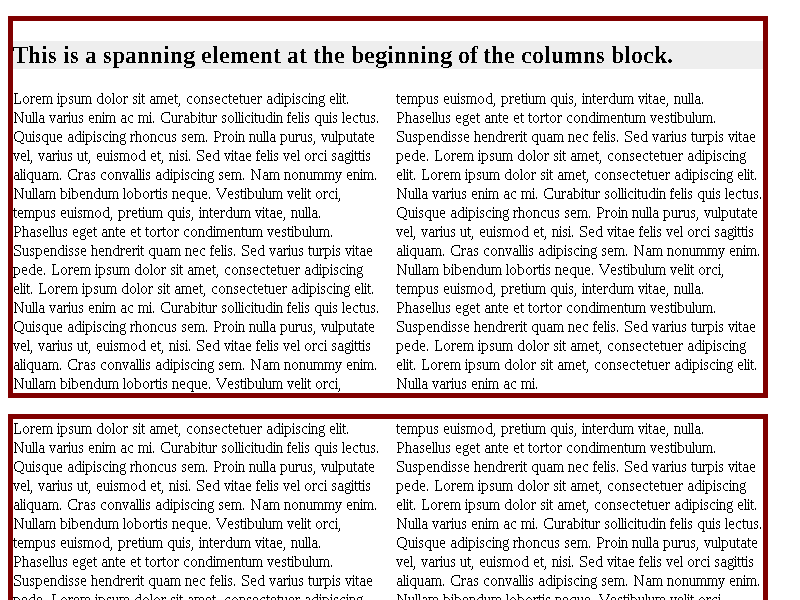 This is a spanning element at the beginning of the columns block.
Lorem ipsum dolor sit amet, consectetuer adipiscing elit.
Nulla varius enim ac mi. Curabitur sollicitudin felis quis lectus.
Quisque adipiscing rhoncus sem. Proin nulla purus, vulputate
vel, varius ut, euismod et, nisi. Sed vitae felis vel orci sagittis
aliquam. Cras convallis adipiscing sem. Nam nonummy enim.
Nullam bibendum lobortis neque. Vestibulum velit orci,
tempus euismod, pretium quis, interdum vitae, nulla.
Phasellus eget ante et tortor condimentum vestibulum.
Suspendisse hendrerit quam nec felis. Sed varius turpis vitae
pede. Lorem ipsum dolor sit amet, consectetuer adipiscing
elit. Lorem ipsum dolor sit amet, consectetuer adipiscing elit.
Nulla varius enim ac mi. Curabitur sollicitudin felis quis lectus.
Quisque adipiscing rhoncus sem. Proin nulla purus, vulputate
vel, varius ut, euismod et, nisi. Sed vitae felis vel orci sagittis
aliquam. Cras convallis adipiscing sem. Nam nonummy enim.
Nullam bibendum lobortis neque. Vestibulum velit orci,
tempus euismod, pretium quis, interdum vitae, nulla.
Phasellus eget ante et tortor condimentum vestibulum.
Suspendisse hendrerit quam nec felis. Sed varius turpis vitae
pede. Lorem ipsum dolor sit amet, consectetuer adipiscing
elit. Lorem ipsum dolor sit amet, consectetuer adipiscing elit.
Nulla varius enim ac mi. Curabitur sollicitudin felis quis lectus.
Quisque adipiscing rhoncus sem. Proin nulla purus, vulputate
vel, varius ut, euismod et, nisi. Sed vitae felis vel orci sagittis
aliquam. Cras convallis adipiscing sem. Nam nonummy enim.
Nullam bibendum lobortis neque. Vestibulum velit orci,
tempus euismod, pretium quis, interdum vitae, nulla.
Phasellus eget ante et tortor condimentum vestibulum.
Suspendisse hendrerit quam nec felis. Sed varius turpis vitae
pede. Lorem ipsum dolor sit amet, consectetuer adipiscing
elit. Lorem ipsum dolor sit amet, consectetuer adipiscing elit.
Nulla varius enim ac mi.
Lorem ipsum dolor sit amet, consectetuer adipiscing elit.
Nulla varius enim ac mi. Curabitur sollicitudin felis quis lectus.
Quisque adipiscing rhoncus sem. Proin nulla purus, vulputate
vel, varius ut, euismod et, nisi. Sed vitae felis vel orci sagittis
aliquam. Cras convallis adipiscing sem. Nam nonummy enim.
Nullam bibendum lobortis neque. Vestibulum velit orci,
tempus euismod, pretium quis, interdum vitae, nulla.
Phasellus eget ante et tortor condimentum vestibulum.
Suspendisse hendrerit quam nec felis. Sed varius turpis vitae
pede. Lorem ipsum dolor sit amet, consectetuer adipiscing
tempus euismod, pretium quis, interdum vitae, nulla.
Phasellus eget ante et tortor condimentum vestibulum.
Suspendisse hendrerit quam nec felis. Sed varius turpis vitae
pede. Lorem ipsum dolor sit amet, consectetuer adipiscing
elit. Lorem ipsum dolor sit amet, consectetuer adipiscing elit.
Nulla varius enim ac mi. Curabitur sollicitudin felis quis lectus.
Quisque adipiscing rhoncus sem. Proin nulla purus, vulputate
vel, varius ut, euismod et, nisi. Sed vitae felis vel orci sagittis
aliquam. Cras convallis adipiscing sem. Nam nonummy enim.
Nullam bibendum lobortis neque. Vestibulum velit orci,